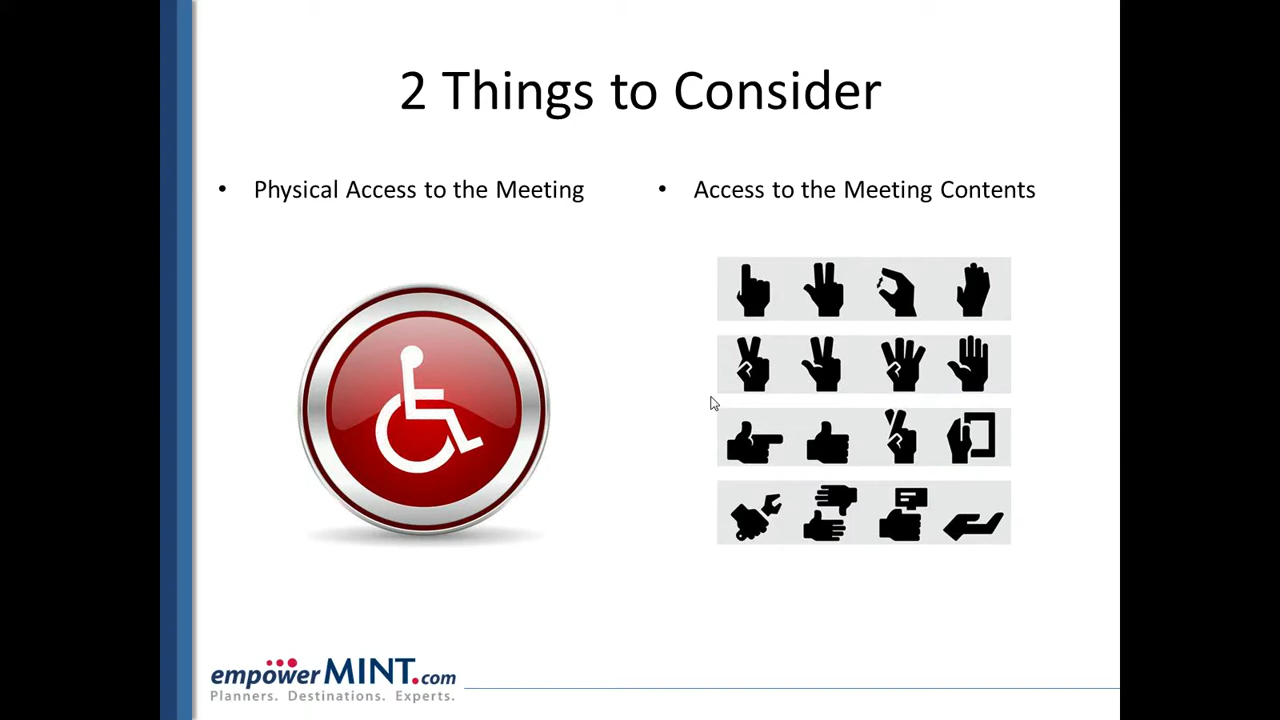 2 Things to Consider
• Physical Access to the Meeting
• Access to the Meeting Contents
empowerMINT.com
Planners. Destinations. Experts.